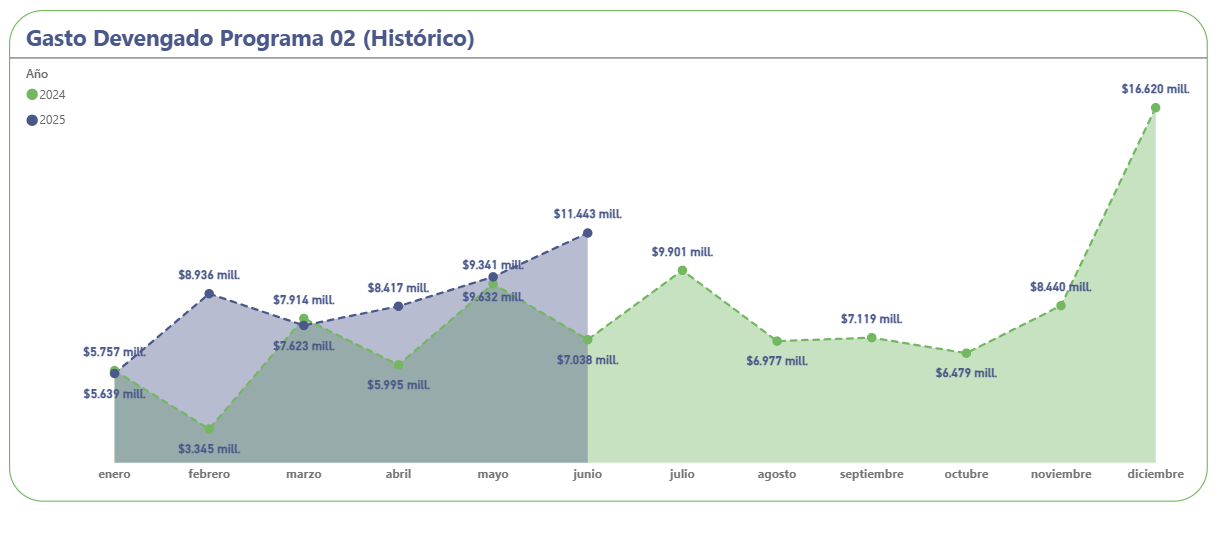 Gasto Devengado Programa 02 (Histórico)
Año
2024
2025
$16.620 mill.
$11.443 mill.
$9.901 mill.
$9.341 mill.
$8.936 mill.
$8.417 mill.
$8.440 mill.
$9.632 mill.
$7.914 mill.
$7.119 mill.
$7.623 mill.
$5.757 mill.
$7.038 mill.
$6.977 mill.
$6.479 mill.
$5.995 mill.
$5.639 mill.
$3.345 mill.
enero febrero marzo abril mayo junio julio agosto septiembre octubre noviembre diciembre